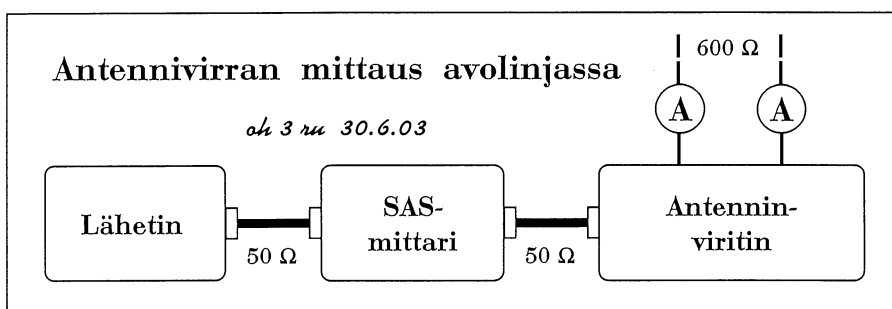 600 Ω
Antennivirran mittaus avolinjassa
A A
oh 3 ru 30.6.03
Lähetin
50 Ω
SAS-
mittari
50 Ω
Antennin-
viritin